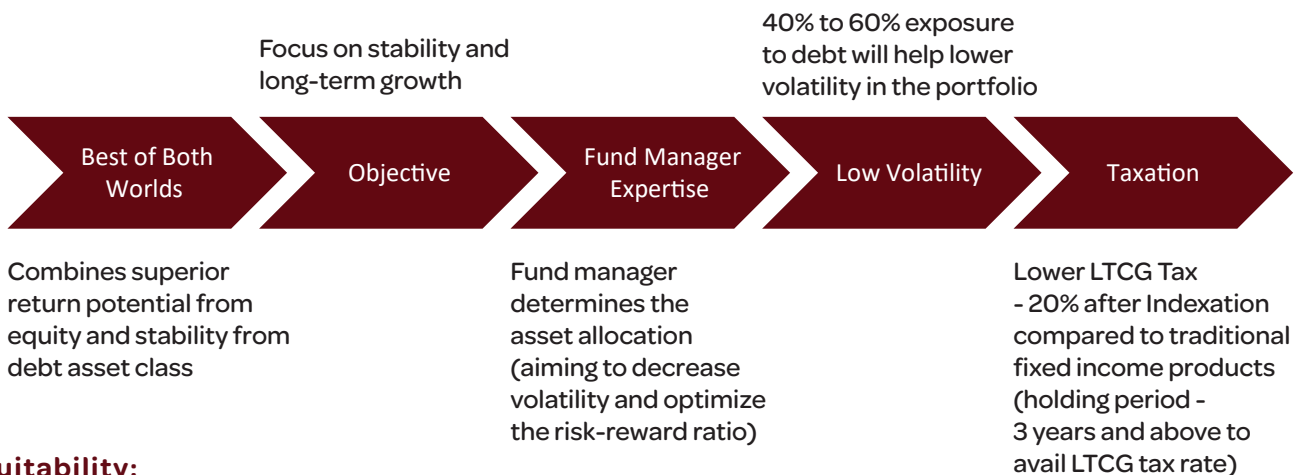 Focus on stability and
long-term growth
40% to 60% exposure
to debt will help lower
volatility in the portfolio
Best of Both
Worlds
Objective
Fund Manager
Expertise
Low Volatility
Taxation
Combines superior
return potential from
equity and stability from
debt asset class
Fund manager
determines the
asset allocation
(aiming to decrease
volatility and optimize
the risk-reward ratio)
Lower LTCG Tax
- 20% after Indexation
compared to traditional
fixed income products
(holding period -
3 years and above to
avail LTCG tax rate)
uitability: